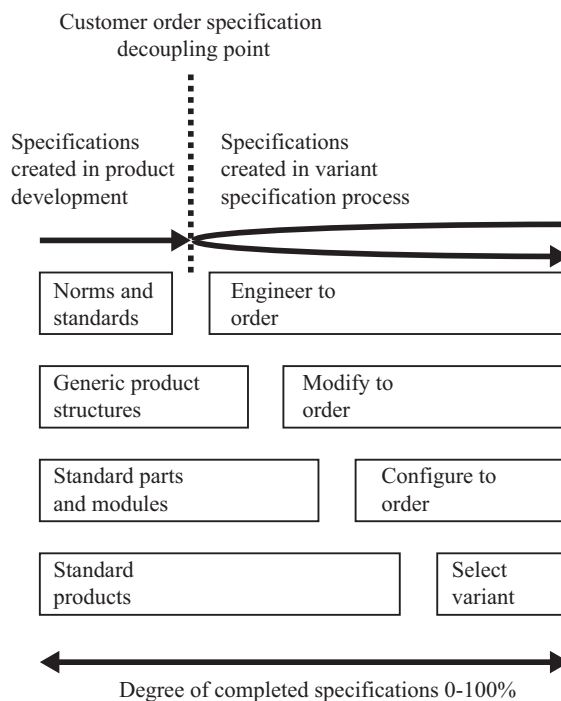 Customer order specification
decoupling point
Specifications
created in product
development
Specifications
created in variant
specification process
Norms and
standards
Engineer to
order
Generic product
structures
Modify to
order
Standard parts
and modules
Configure to
order
Standard
products
Select
variant
Degree of completed specifications 0-100%